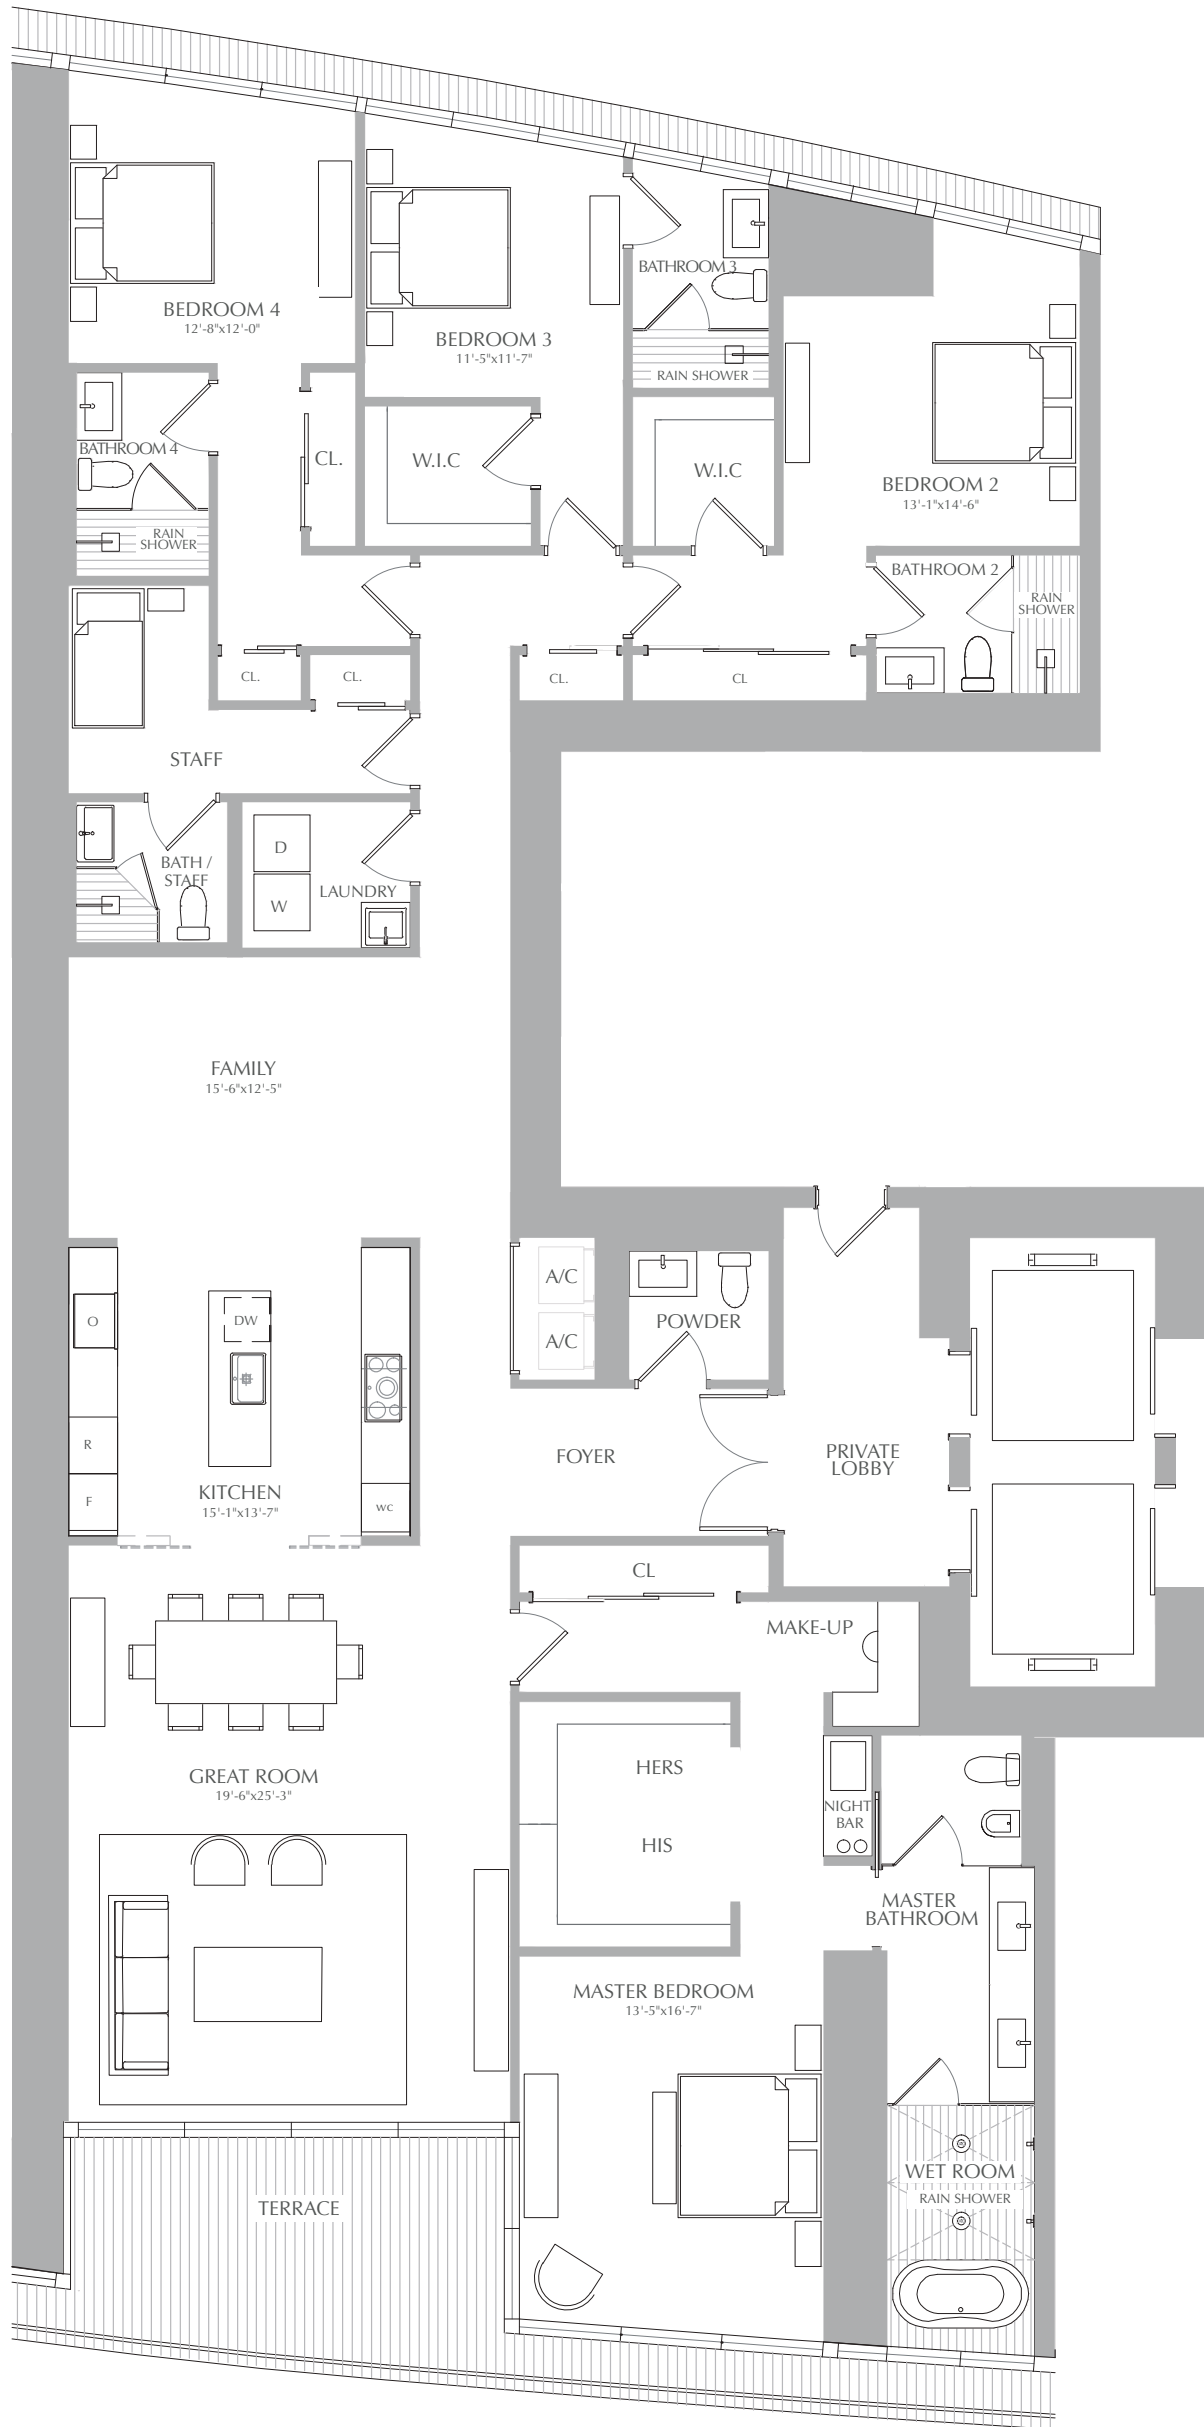 BEDROOM 4
12'-8"x12'-0"
BEDROOM 3
11'-5"x11'-7"
BATHROOM 3
RAIN SHOWER
BEDROOM 2
13'-1"x14'-6"
BATHROOM 4
RAIN
SHOWER
CL.
W.I.C
W.I.C
BATHROOM 2
RAIN
SHOWER
CL.
CL.
CL.
CL
STAFF
BATH /
STAFF
D
W
LAUNDRY
FAMILY
15'-6"x12'-5"
O
DW
R
F
WC
KITCHEN
15'-1"x13'-7"
A/C
A/C
POWDER
FOYER
PRIVATE
LOBBY
CL
MAKE-UP
GREAT ROOM
19'-6"x25'-3"
HERS
HIS
NIGHT
BAR
MASTER
BATHROOM
MASTER BEDROOM
13'-5"x16'-7"
WET ROOM
RAIN SHOWER
TERRACE